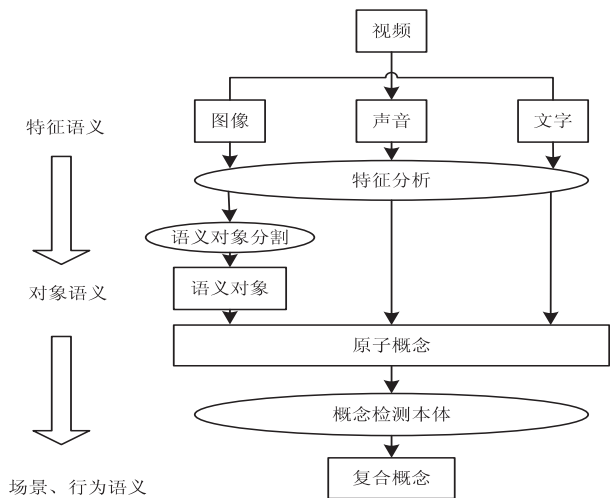 视频
图像
声音
文字
特征语义
特征分析
语义对象分割
语义对象
对象语义
原子概念
概念检测本体
复合概念
场景、行为语义